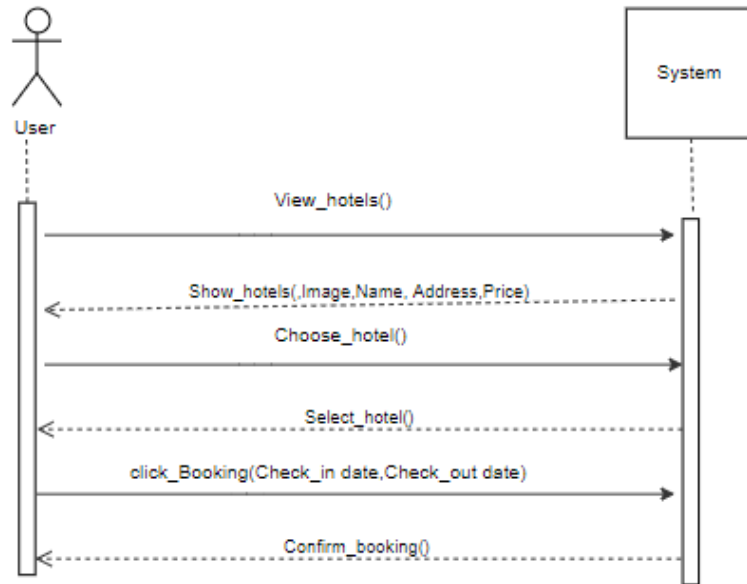 System
User
View_hotels()
Show_hotels(,Image,Name, Address,Price)
Choose_hotel()
Select_hotel()
click_Booking(Check_in date,Check_out date)
Confirm_booking()